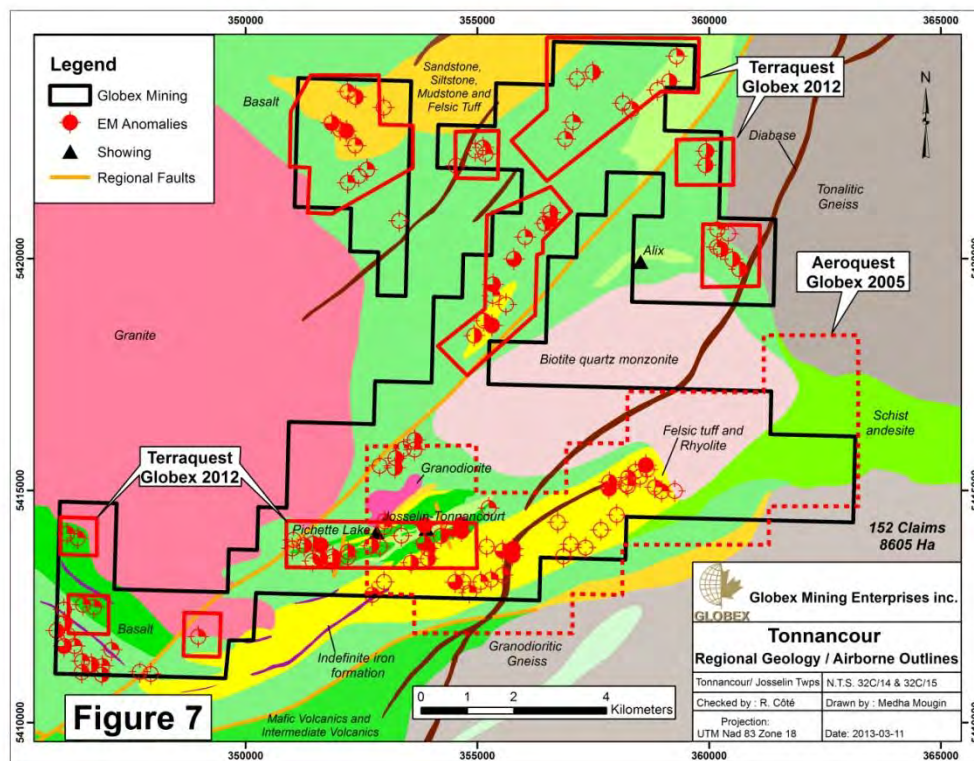 350000
355000
360000
365000
5420000
5415000
5410000
Legend
Globex Mining
EM Anomalies
Showing
Regional Faults
Sandstone,
Siltstone,
Mudstone and
Felsic Tuff
Basalt
Terraquest
Globex 2012
N
Diabase
Tonalitic
Gneiss
Alix
Aeroquest
Globex 2005
Granite
Biotite quartz monzonite
Schist
andesite
Felsic tuff and
Rhyolite
Terraquest
Globex 2012
Granodiorite
Pichette Lake
Josselin-Tonnancourt
152 Claims
8605 Ha
Basalt
Indefinite iron
formation
Granodioritic
Gneiss
Mafic Volcanics and
Intermediate Volcanics
Figure 7
0 1 2 4
Kilometers
GLOBEX
Globex Mining Enterprises inc.
Tonnancour
Regional Geology / Airborne Outlines
Tonnancour/ Josselin Twps
N.T.S. 32C/14 & 32C/15
Checked by : R. Côté
Drawn by : Medha Mougin
Projection:
UTM Nad 83 Zone 18
Date: 2013-03-11
350000
355000
360000
365000
5420000
5415000
5410000